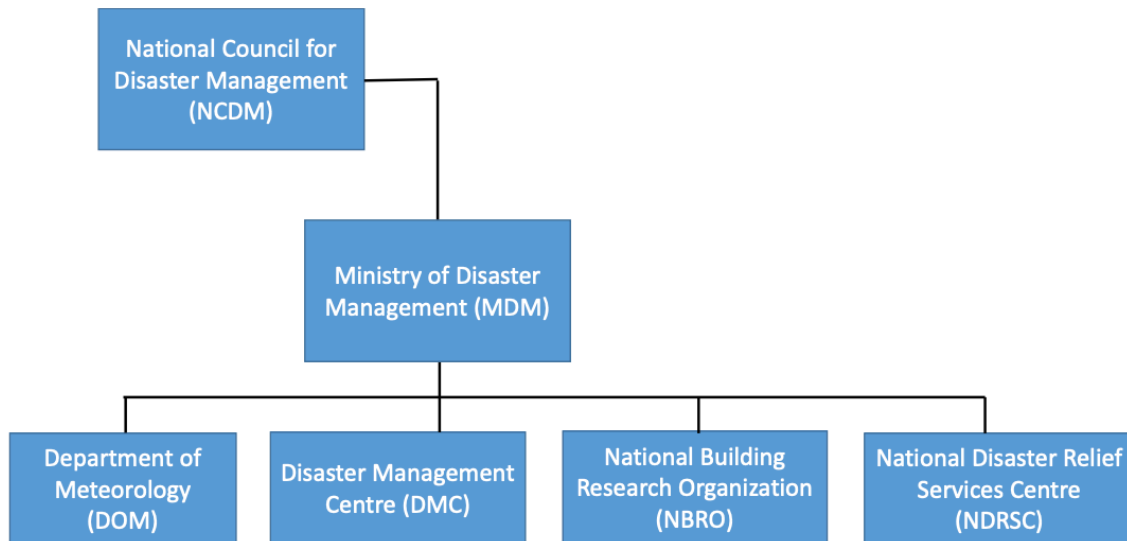 National Council for
Disaster Management
(NCDM)
Ministry of Disaster
Management (MDM)
Department of
Meteorology
(DOM)
Disaster Management
Centre (DMC)
National Building
Research Organization
(NBRO)
National Disaster Relief
Services Centre
(NDRSC)